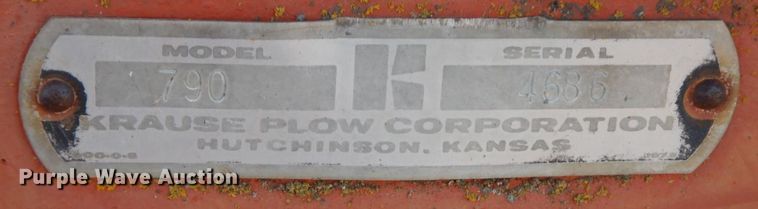 MODEL SERIAL
790 4686
KRAUSE PLOW CORPORATION
HUTCHINSON, KANSAS
Purple Wave Auction